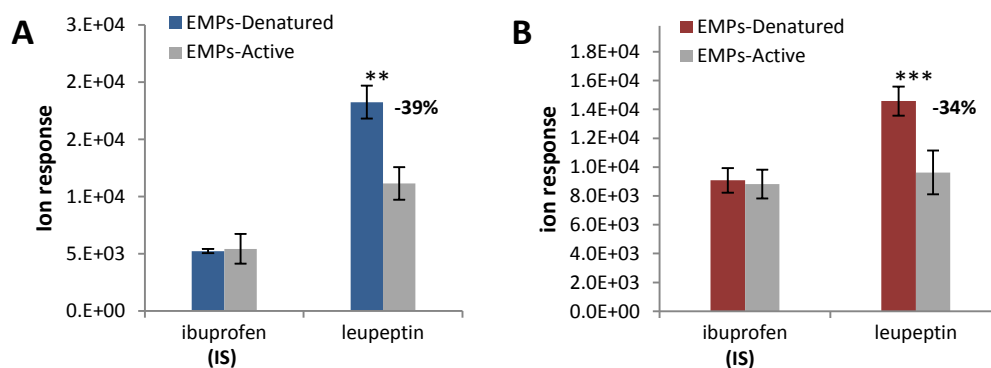 A
EMPs-Denatured
EMPs-Active
Ion response
3.E+04
2.E+04
2.E+04
1.E+04
5.E+03
0.E+00
**
-39%
ibuprofen
(IS)
leupeptin
B
EMPs-Denatured
EMPs-Active
ion response
1.8E+04
1.6E+04
1.4E+04
1.2E+04
1.0E+04
8.0E+03
6.0E+03
4.0E+03
2.0E+03
0.0E+00
***
-34%
ibuprofen
(IS)
leupeptin